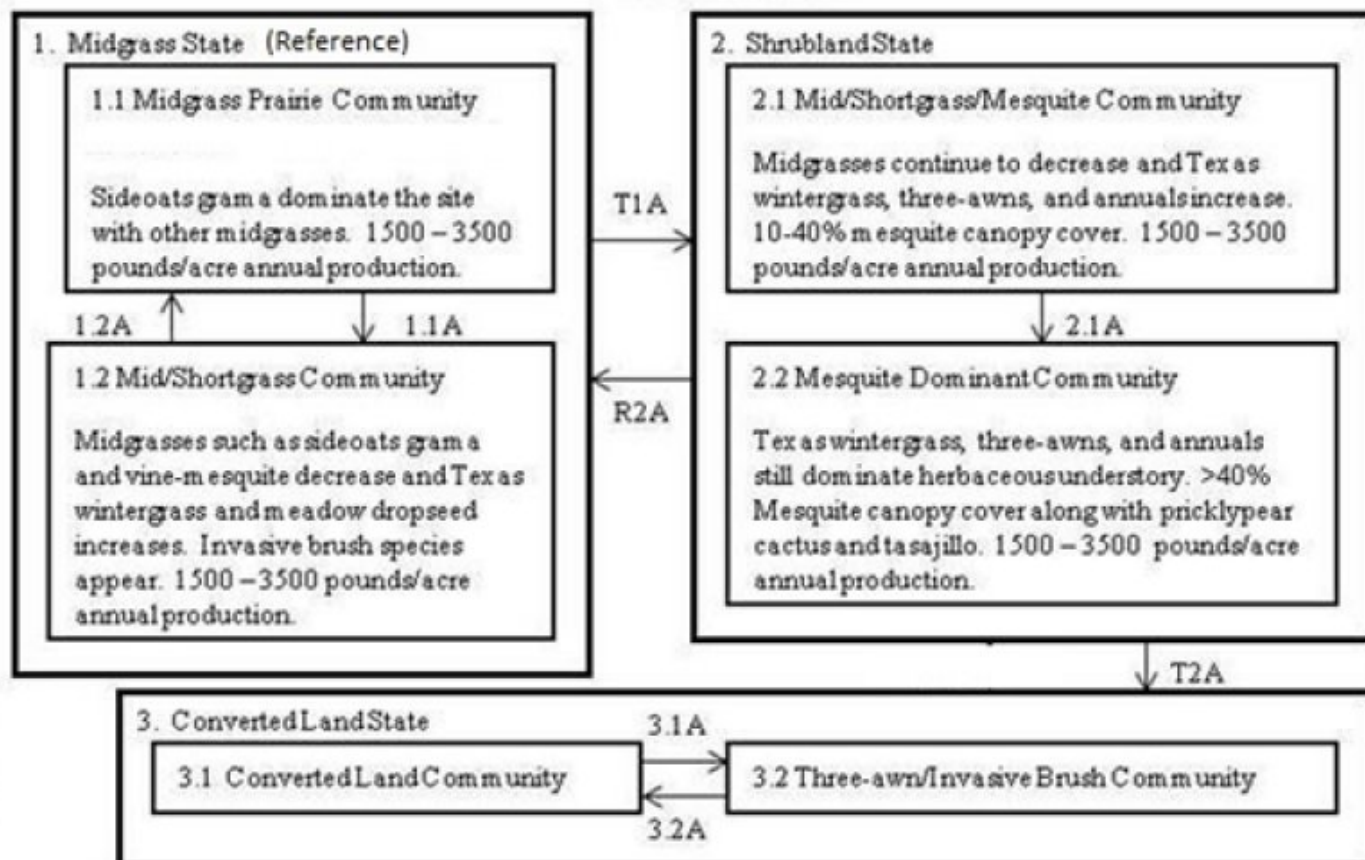 1. Midgrass State (Reference)
1.1 Midgrass Prairie Community
Sideoats grama dominate the site
with other midgrasses. 1500 – 3500
pounds/acre annual production.
1.2A
1.1A
1.2 Mid/Shortgrass Community
Midgrasses such as sideoats grama
and vine-mesquite decrease and Texas
wintergrass and meadow dropseed
increases. Invasive brush species
appear. 1500 – 3500 pounds/acre
annual production.
T1A
R2A
2. Shrubland State
2.1 Mid/Shortgrass/Mesquite Community
Midgrasses continue to decrease and Texas
wintergrass, three-awns, and annuals increase.
10-40% mesquite canopy cover. 1500 – 3500
pounds/acre annual production.
2.1A
2.2 Mesquite Dominant Community
Texas wintergrass, three-awns, and annuals
still dominate herbaceous understory. >40%
Mesquite canopy cover along with pricklypear
cactus and tasajillo. 1500 – 3500 pounds/acre
annual production.
T2A
3. Converted Land State
3.1 Converted Land Community
3.1A
3.2A
3.2 Three-awn/Invasive Brush Community